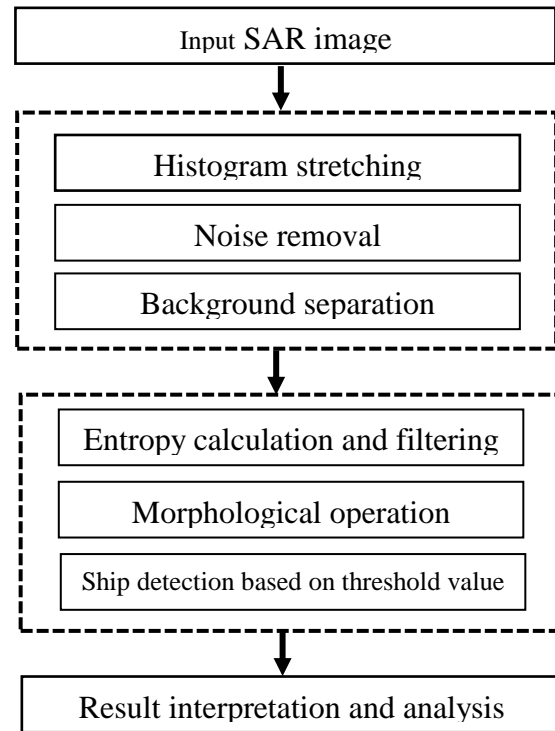 Input SAR image
Histogram stretching
Noise removal
Background separation
Entropy calculation and filtering
Morphological operation
Ship detection based on threshold value
Result interpretation and analysis